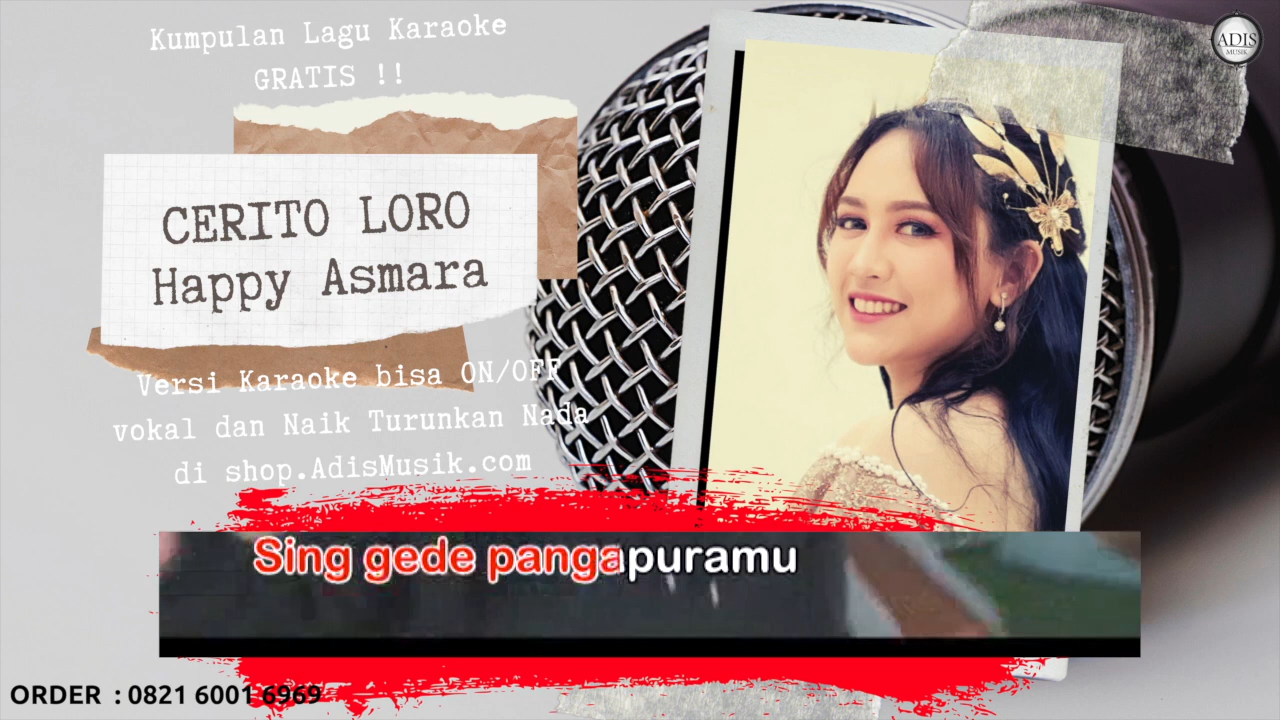 Kumpulan Lagu Karaoke
GRATIS !!
ADIS
MUSIK
CERITO LORO
Happy Asmara
Versi Karaoke bisa ON/OFF
vokal dan Naik Turunkan Nada
di shop.AdisMusik.com
Sing gede pangapuramu
ORDER : 0821 6001 6969